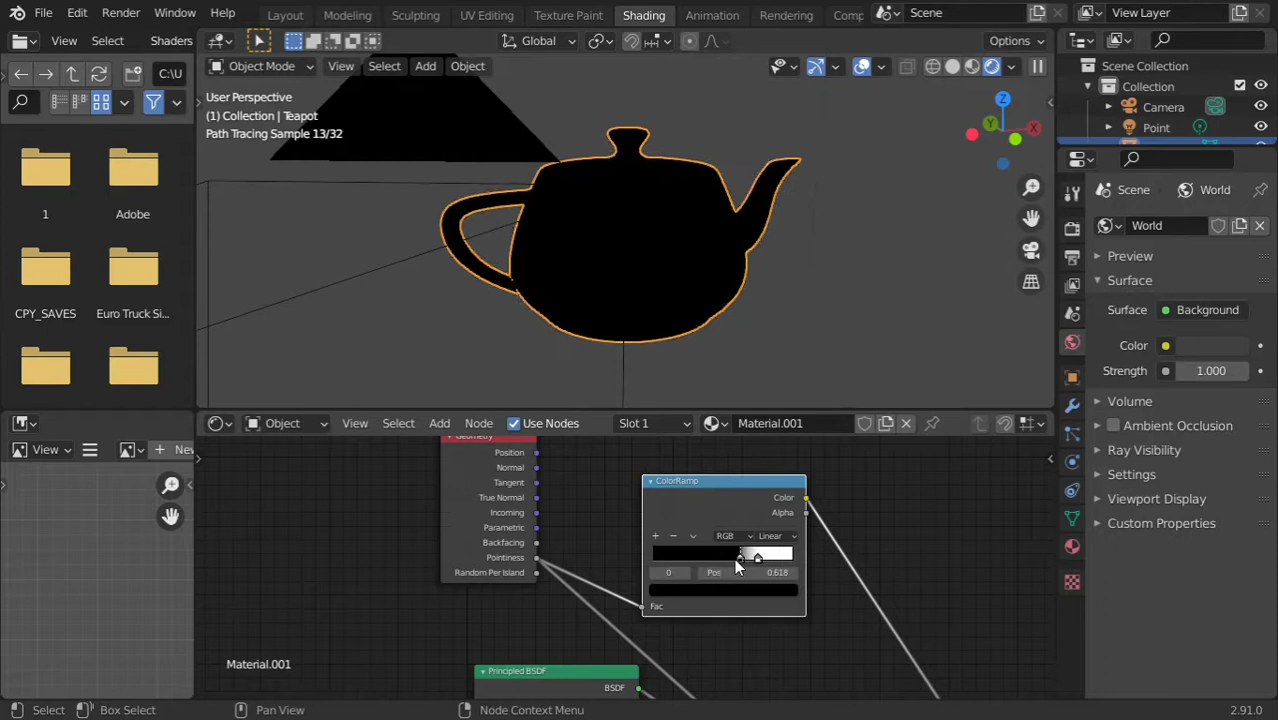 File Edit Render Window Help Layout Modeling Sculpting UV Editing Texture Paint Shading Animation Rendering Comp Scene View Layer
View Select Shaders Global Options
C:\U Object Mode View Select Add Object
User Perspective
(1) Collection | Teapot
Path Tracing Sample 13/32
Z
Y
X
Scene Collection
Collection
Camera
Point
Scene World
World
Preview
Surface
Surface Background
Color
Strength 1.000
Volume
Ambient Occlusion
Ray Visibility
Settings
Viewport Display
Custom Properties
1 Adobe
CPY_SAVES Euro Truck Si...
Object View Select Add Node Use Nodes Slot 1 Material.001
View New
Geometry
Position
Normal
Tangent
True Normal
Incoming
Parametric
Backfacing
Pointiness
Random Per Island
ColorRamp
Color
Alpha
RGB Linear
0 Pos 0.618
Fac
Principled BSDF
BSDF
Material.001
Select Box Select Pan View Node Context Menu 2.91.0